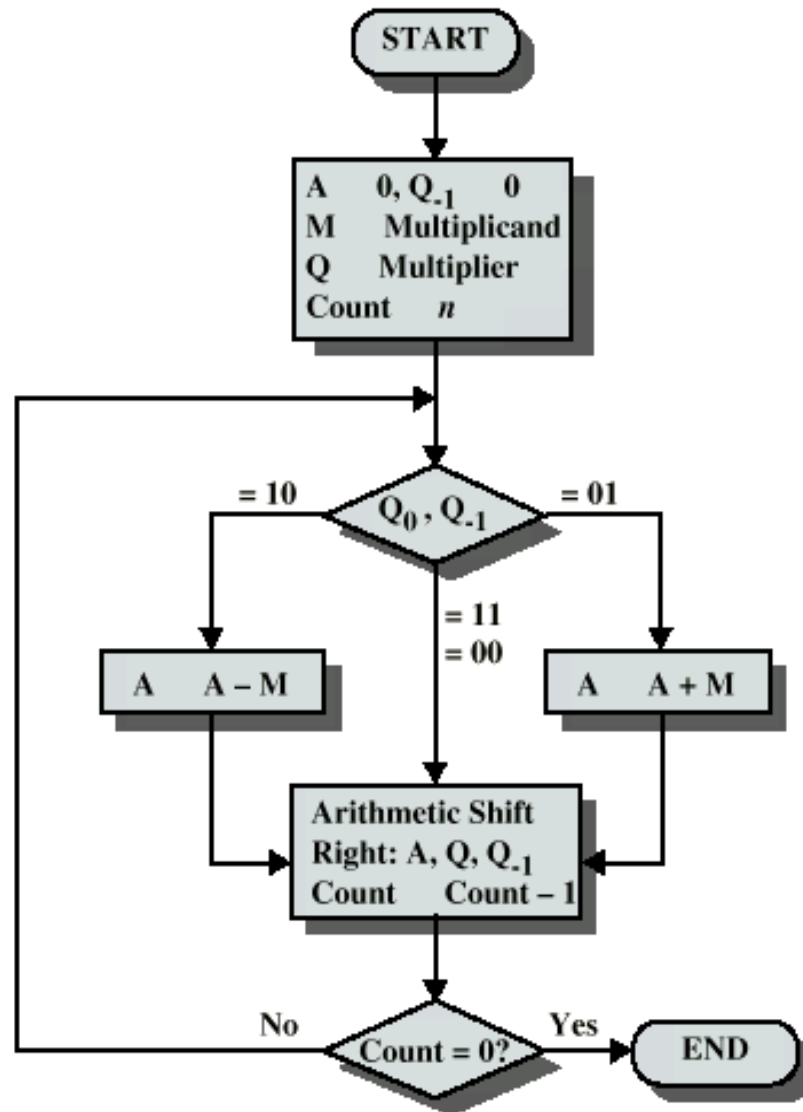 START
A 0, Q-1 0
M Multiplicand
Q Multiplier
Count n
= 10
Q0 , Q-1
= 01
= 11
= 00
A A – M
A A + M
Arithmetic Shift
Right: A, Q, Q-1
Count Count – 1
No
Count = 0?
Yes
END